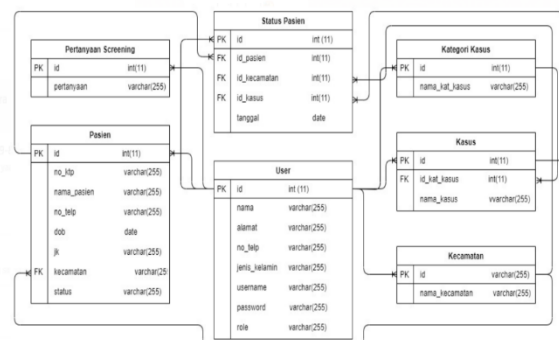 Status Pasien
PK id int (11)
FK id_pasien int(11)
FK id_kecamatan int(11)
FK id_kasus int(11)
tanggal date
Pertanyaan Screening
PK id int(11)
pertanyaan varchar(255)
Kategori Kasus
PK id int(11)
nama_kat_kasus varchar(255)
Pasien
PK id int(11)
no_ktp varchar(255)
nama_pasien varchar(255)
no_telp varchar(255)
dob date
jk varchar(255)
FK kecamatan varchar(25
status varchar(255)
User
PK id int (11)
nama varchar(255)
alamat varchar(255)
no_telp varchar(255)
jenis_kelamin varchar(255)
username varchar(255)
password varchar(255)
role varchar(255)
Kasus
PK id int(11)
FK id_kat_kasus int(11)
nama_kasus vvarchar(255)
Kecamatan
PK id varchar(255)
nama_kecamatan varchar(255)